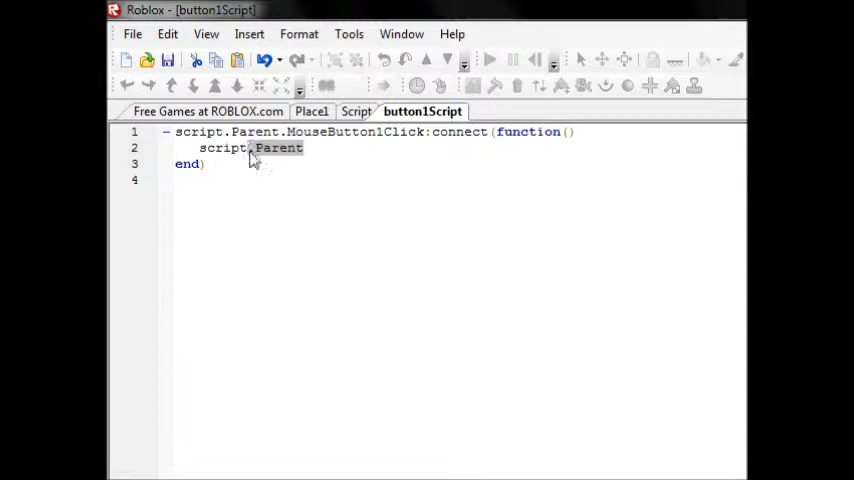 Roblox - [button1Script]
File Edit View Insert Format Tools Window Help
Free Games at ROBLOX.com Place1 Script button1Script
1 script.Parent.MouseButton1Click:connect(function()
2 script.Parent
3 end)
4